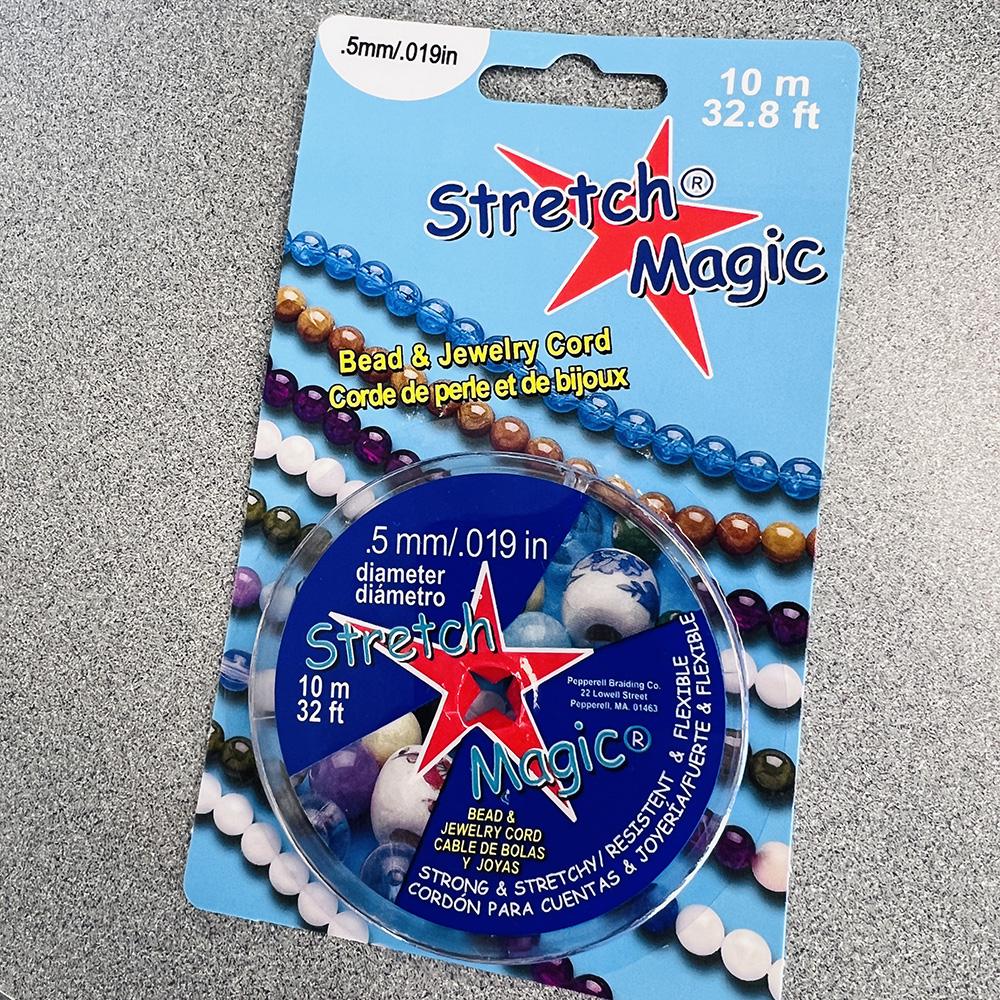 .5mm/.019in
10 m
32.8 ft
Stretch®
Magic
Bead & Jewelry Cord
Corde de perle et de bijoux
.5 mm/.019 in
diameter
diámetro
Stretch
10 m
32 ft
Pepperell Braiding Co.
22 Lowell Street
Pepperell, MA. 01463
Magic®
BEAD &
JEWELRY CORD
CABLE DE BOLAS
Y JOYAS
STRONG & STRETCHY/ RESISTENT & FLEXIBLE
CORDÓN PARA CUENTAS & JOYERÍA/FUERTE & FLEXIBLE